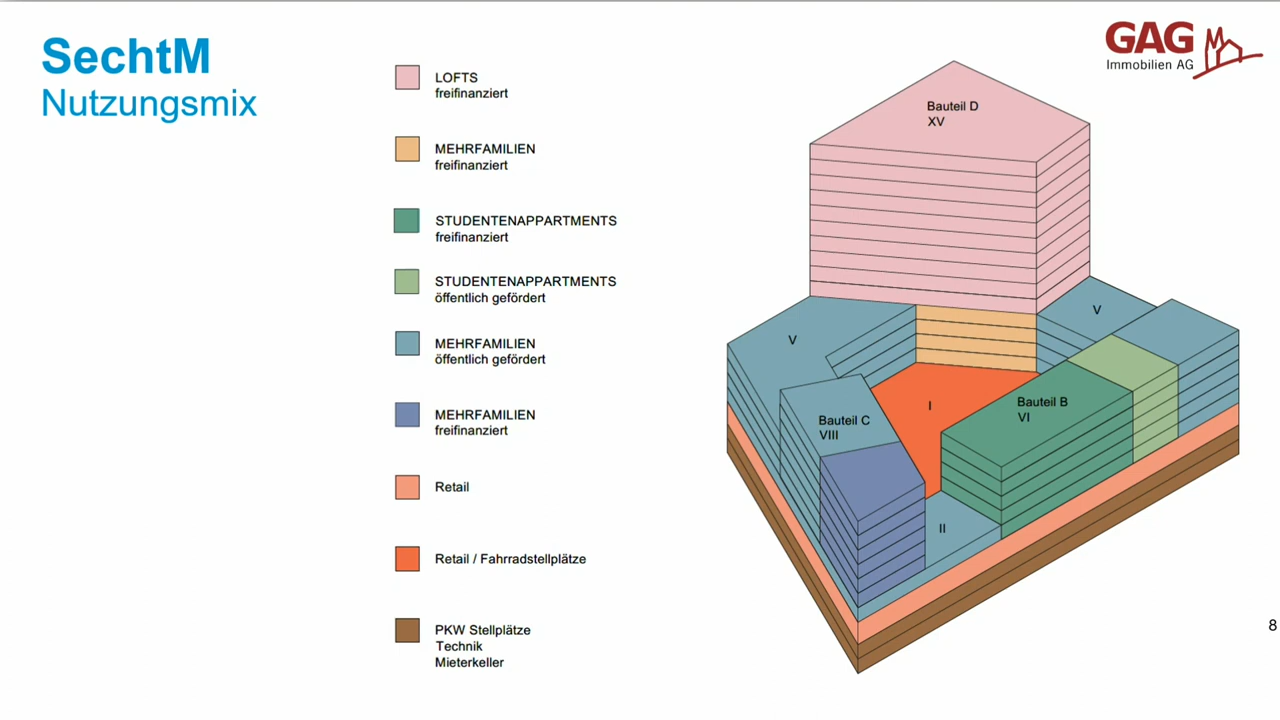 SechtM
Nutzungsmix
GAG
Immobilien AG
LOFTS
freifinanziert
MEHRFAMILIEN
freifinanziert
STUDENTENAPPARTMENTS
freifinanziert
STUDENTENAPPARTMENTS
öffentlich gefördert
MEHRFAMILIEN
öffentlich gefördert
MEHRFAMILIEN
freifinanziert
Retail
Retail / Fahrradstellplätze
PKW Stellplätze
Technik
Mieterkeller
Bauteil D
XV
V
V
I
Bauteil B
VI
Bauteil C
VIII
II
8